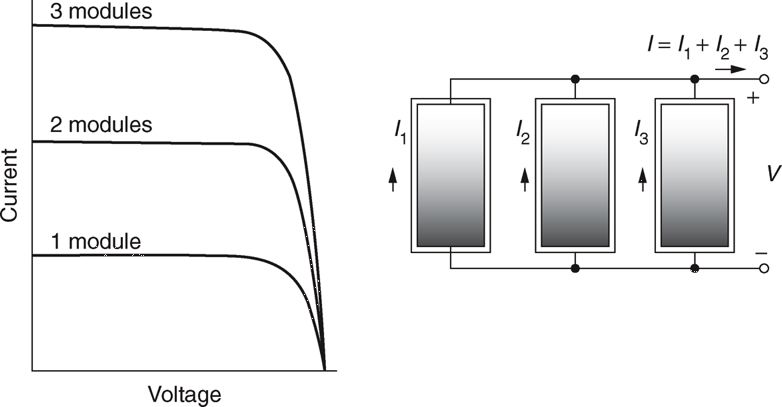 3 modules
2 modules
1 module
Current
Voltage
I = I₁ + I₂ + I₃
I₁
I₂
I₃
+
V
−